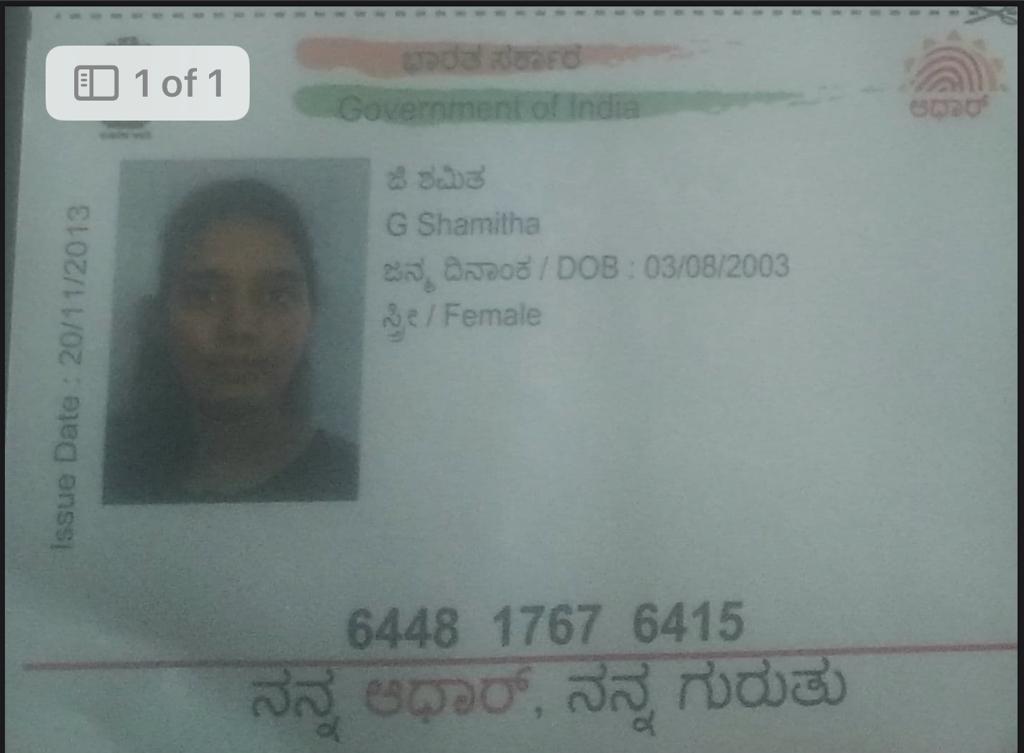 1 of 1
ಭಾರತ ಸರ್ಕಾರ
Government of India
ಆಧಾರ್
ಜಿ ಶಮಿತ
G Shamitha
ಜನ್ಮ ದಿನಾಂಕ / DOB : 03/08/2003
ಸ್ತ್ರೀ / Female
Issue Date : 20/11/2013
6448 1767 6415
ನನ್ನ ಆಧಾರ್, ನನ್ನ ಗುರುತು